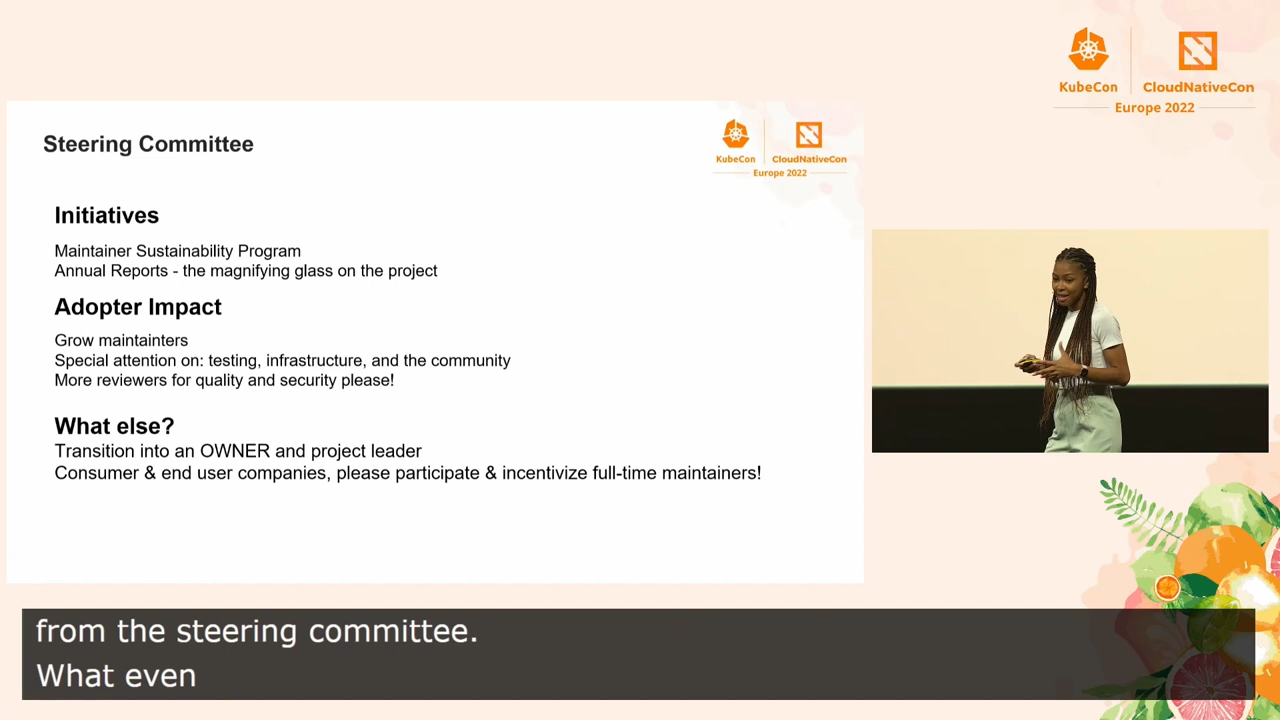 KubeCon
CloudNativeCon
Europe 2022
Steering Committee
KubeCon
CloudNativeCon
Europe 2022
Initiatives
Maintainer Sustainability Program
Annual Reports - the magnifying glass on the project
Adopter Impact
Grow maintainters
Special attention on: testing, infrastructure, and the community
More reviewers for quality and security please!
What else?
Transition into an OWNER and project leader
Consumer & end user companies, please participate & incentivize full-time maintainers!
from the steering committee.
What even